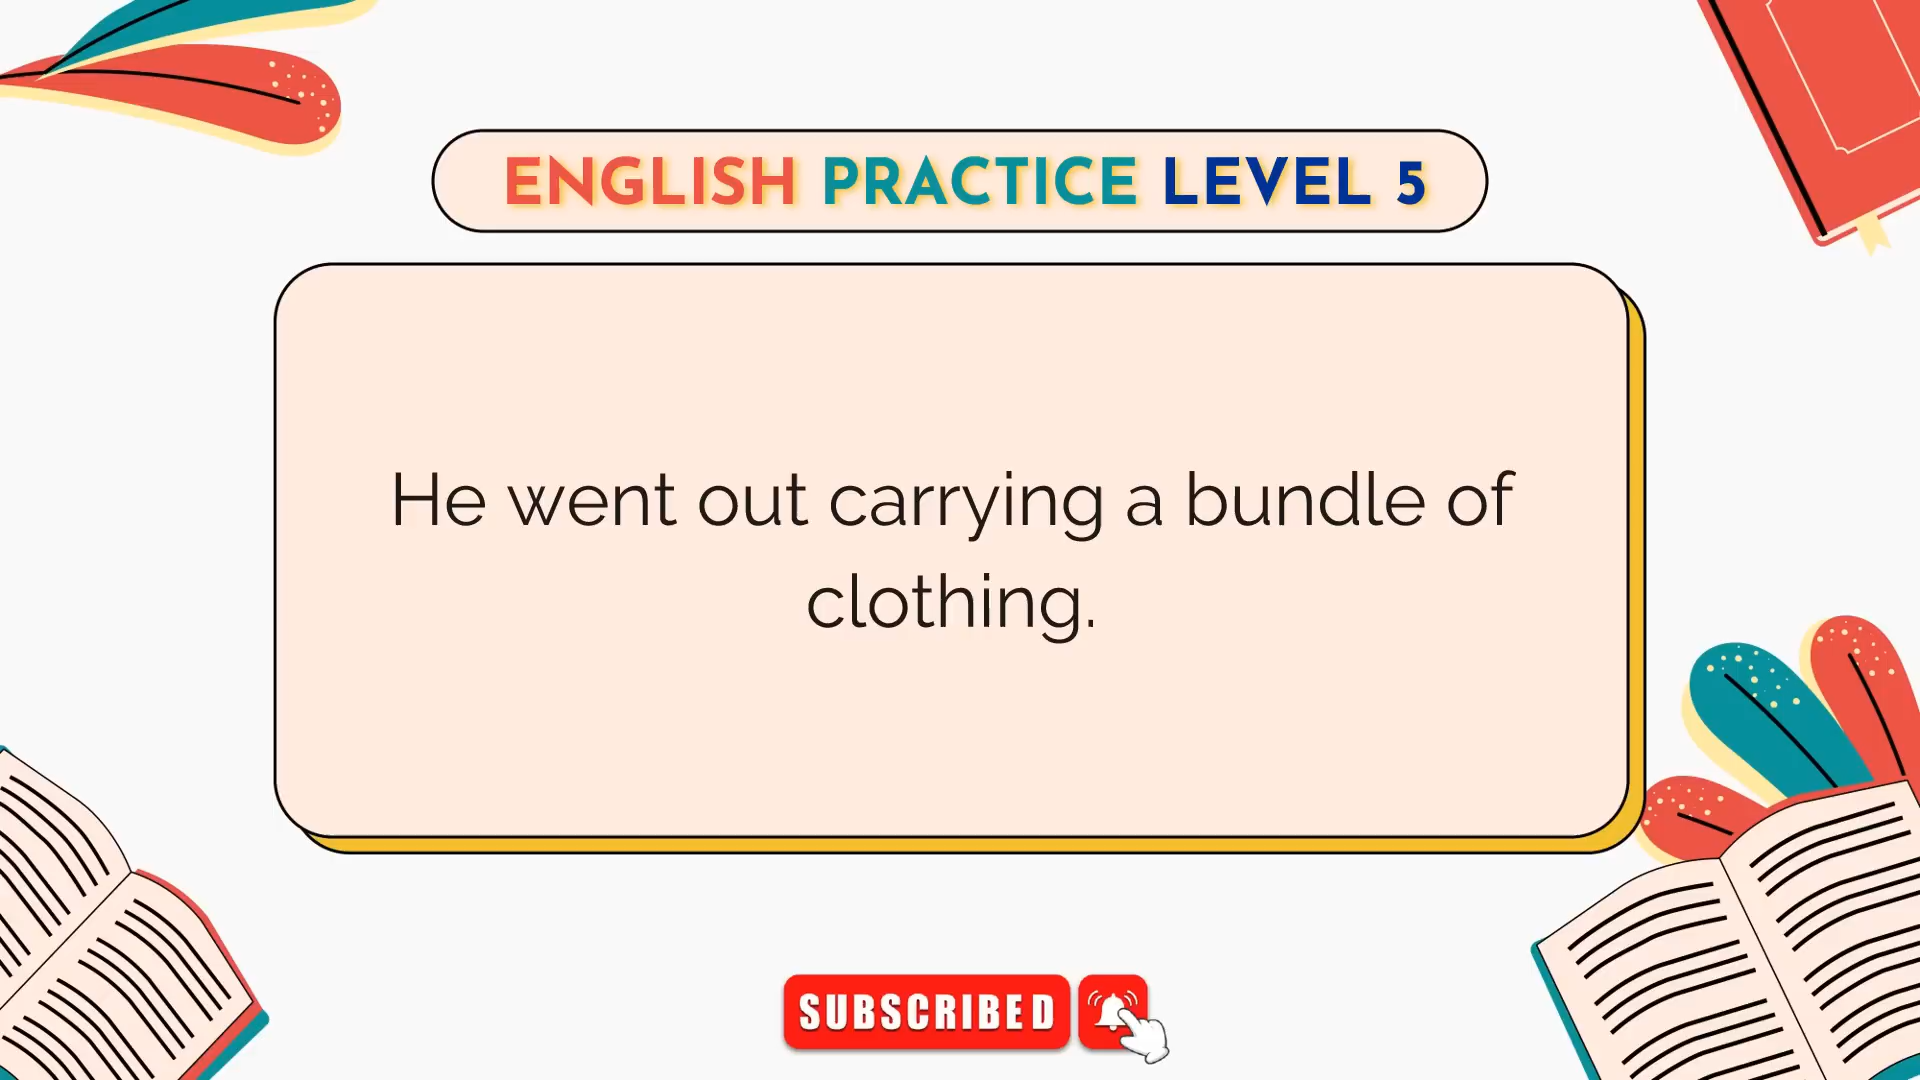 ENGLISH PRACTICE LEVEL 5
He went out carrying a bundle of
clothing.
SUBSCRIBED